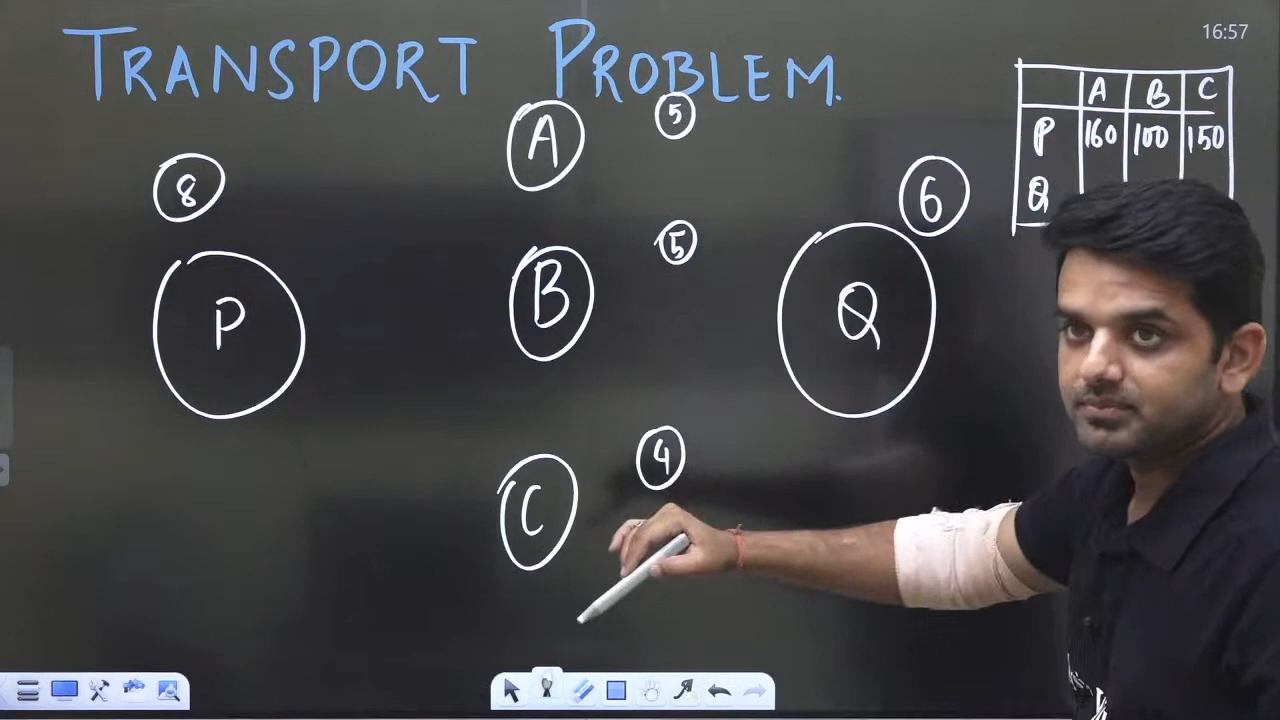 16:57
TRANSPORT PROBLEM.
A B C
P 160 100 150
Q
8
A 5
6
P
B 5
Q
C 4